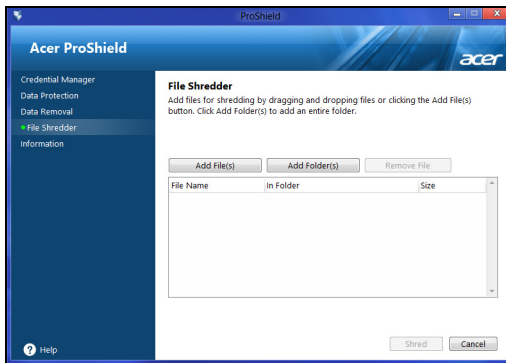 ProShield
Acer ProShield
acer
Credential Manager
Data Protection
Data Removal
File Shredder
Information
File Shredder
Add files for shredding by dragging and dropping files or clicking the Add File(s)
button. Click Add Folder(s) to add an entire folder.
Add File(s) Add Folder(s) Remove File
File Name In Folder Size
? Help
Shred Cancel